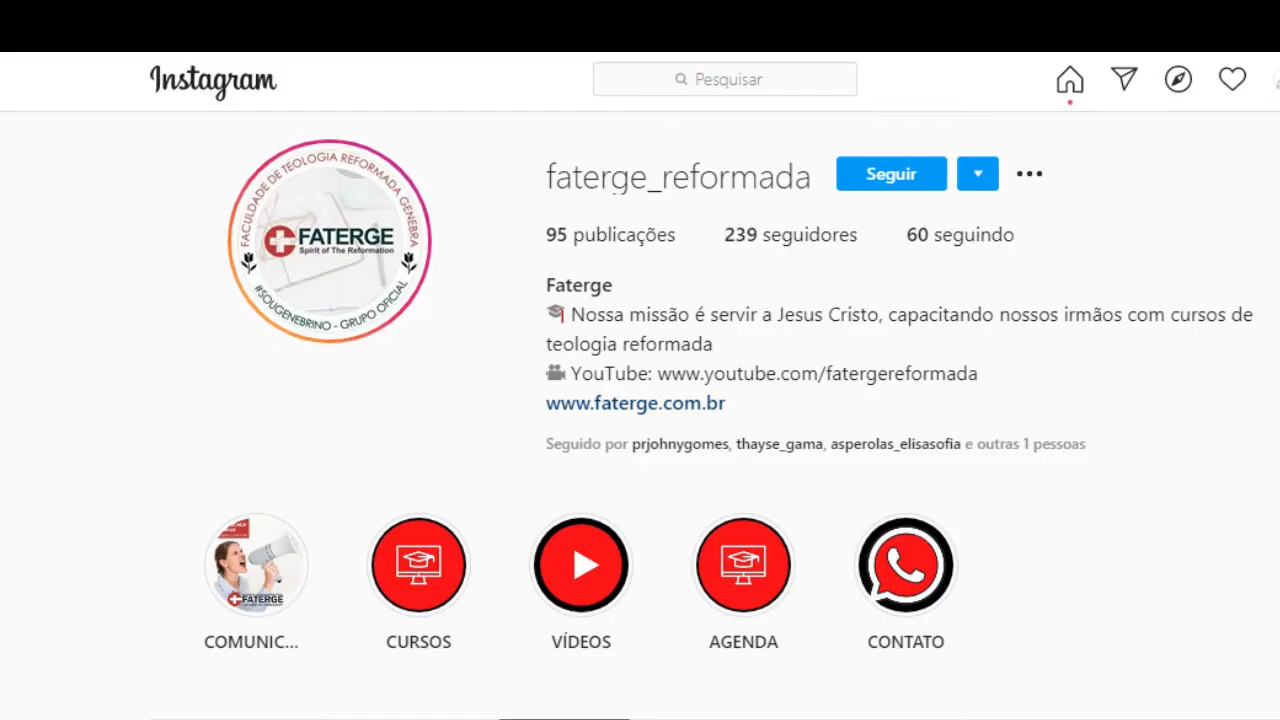 Instagram
Pesquisar
FACULDADE DE TEOLOGIA REFORMADA GENEBRA
FATERGE
Spirit of The Reformation
#SOUGENEBRINO - GRUPO OFICIAL
faterge_reformada
Seguir
95 publicações 239 seguidores 60 seguindo
Faterge
Nossa missão é servir a Jesus Cristo, capacitando nossos irmãos com cursos de
teologia reformada
YouTube: www.youtube.com/fatergereformada
www.faterge.com.br
Seguido por prjohnygomes, thayse_gama, asperolas_elisasofia e outras 1 pessoas
FATERGE
COMUNIC... CURSOS VÍDEOS AGENDA CONTATO